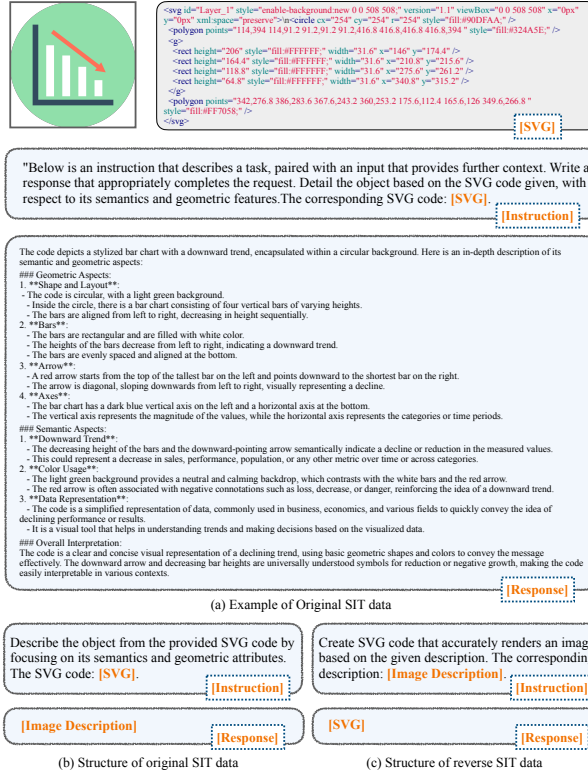 <svg id="Layer_1" style="enable-background:new 0 0 508 508;" version="1.1" viewBox="0 0 508 508" x="0px"
y="0px" xml:space="preserve">\n<circle cx="254" cy="254" r="254" style="fill:#90DFAA;" />
<polygon points="114,394 114,91.2 91.2,91.2 91.2,416.8 416.8,416.8 416.8,394 " style="fill:#324A5E;" />
<g>
<rect height="206" style="fill:#FFFFFF;" width="31.6" x="146" y="174.4" />
<rect height="164.4" style="fill:#FFFFFF;" width="31.6" x="210.8" y="215.6" />
<rect height="118.8" style="fill:#FFFFFF;" width="31.6" x="275.6" y="261.2" />
<rect height="64.8" style="fill:#FFFFFF;" width="31.6" x="340.8" y="315.2" />
</g>
<polygon points="342,276.8 386,283.6 367.6,243.2 360,253.2 175.6,112.4 165.6,126 349.6,266.8 "
style="fill:#FF7058;" />
</svg>
[SVG]
"Below is an instruction that describes a task, paired with an input that provides further context. Write a
response that appropriately completes the request. Detail the object based on the SVG code given, with
respect to its semantics and geometric features.The corresponding SVG code: [SVG].
[Instruction]
The code depicts a stylized bar chart with a downward trend, encapsulated within a circular background. Here is an in-depth description of its
semantic and geometric aspects:
### Geometric Aspects:
1. **Shape and Layout**:
- The code is circular, with a light green background.
- Inside the circle, there is a bar chart consisting of four vertical bars of varying heights.
- The bars are aligned from left to right, decreasing in height sequentially.
2. **Bars**:
- The bars are rectangular and are filled with white color.
- The heights of the bars decrease from left to right, indicating a downward trend.
- The bars are evenly spaced and aligned at the bottom.
3. **Arrow**:
- A red arrow starts from the top of the tallest bar on the left and points downward to the shortest bar on the right.
- The arrow is diagonal, sloping downwards from left to right, visually representing a decline.
4. **Axes**:
- The bar chart has a dark blue vertical axis on the left and a horizontal axis at the bottom.
- The vertical axis represents the magnitude of the values, while the horizontal axis represents the categories or time periods.
### Semantic Aspects:
1. **Downward Trend**:
- The decreasing height of the bars and the downward-pointing arrow semantically indicate a decline or reduction in the measured values.
- This could represent a decrease in sales, performance, population, or any other metric over time or across categories.
2. **Color Usage**:
- The light green background provides a neutral and calming backdrop, which contrasts with the white bars and the red arrow.
- The red arrow is often associated with negative connotations such as loss, decrease, or danger, reinforcing the idea of a downward trend.
3. **Data Representation**:
- The code is a simplified representation of data, commonly used in business, economics, and various fields to quickly convey the idea of
declining performance or results.
- It is a visual tool that helps in understanding trends and making decisions based on the visualized data.
### Overall Interpretation:
The code is a clear and concise visual representation of a declining trend, using basic geometric shapes and colors to convey the message
effectively. The downward arrow and decreasing bar heights are universally understood symbols for reduction or negative growth, making the code
easily interpretable in various contexts.
[Response]
(a) Example of Original SIT data
Describe the object from the provided SVG code by
focusing on its semantics and geometric attributes.
The SVG code: [SVG].
[Instruction]
[Image Description]
[Response]
(b) Structure of original SIT data
Create SVG code that accurately renders an imag
based on the given description. The correspondin
description: [Image Description].
[Instruction]
[SVG]
[Response]
(c) Structure of reverse SIT data